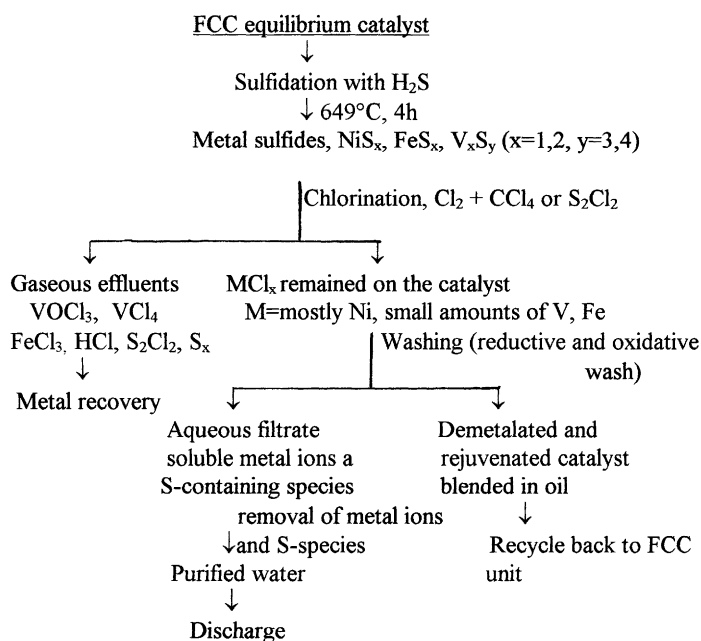 FCC equilibrium catalyst
↓
Sulfidation with H₂S
↓ 649°C, 4h
Metal sulfides, NiSₓ, FeSₓ, VₓSᵧ (x=1,2, y=3,4)
Chlorination, Cl₂ + CCl₄ or S₂Cl₂
Gaseous effluents
VOCl₃, VCl₄
FeCl₃, HCl, S₂Cl₂, Sₓ
↓
Metal recovery
MClₓ remained on the catalyst
M=mostly Ni, small amounts of V, Fe
Washing (reductive and oxidative
wash)
Aqueous filtrate
soluble metal ions a
S-containing species
removal of metal ions
↓and S-species
Purified water
↓
Discharge
Demetalated and
rejuvenated catalyst
blended in oil
↓
Recycle back to FCC
unit